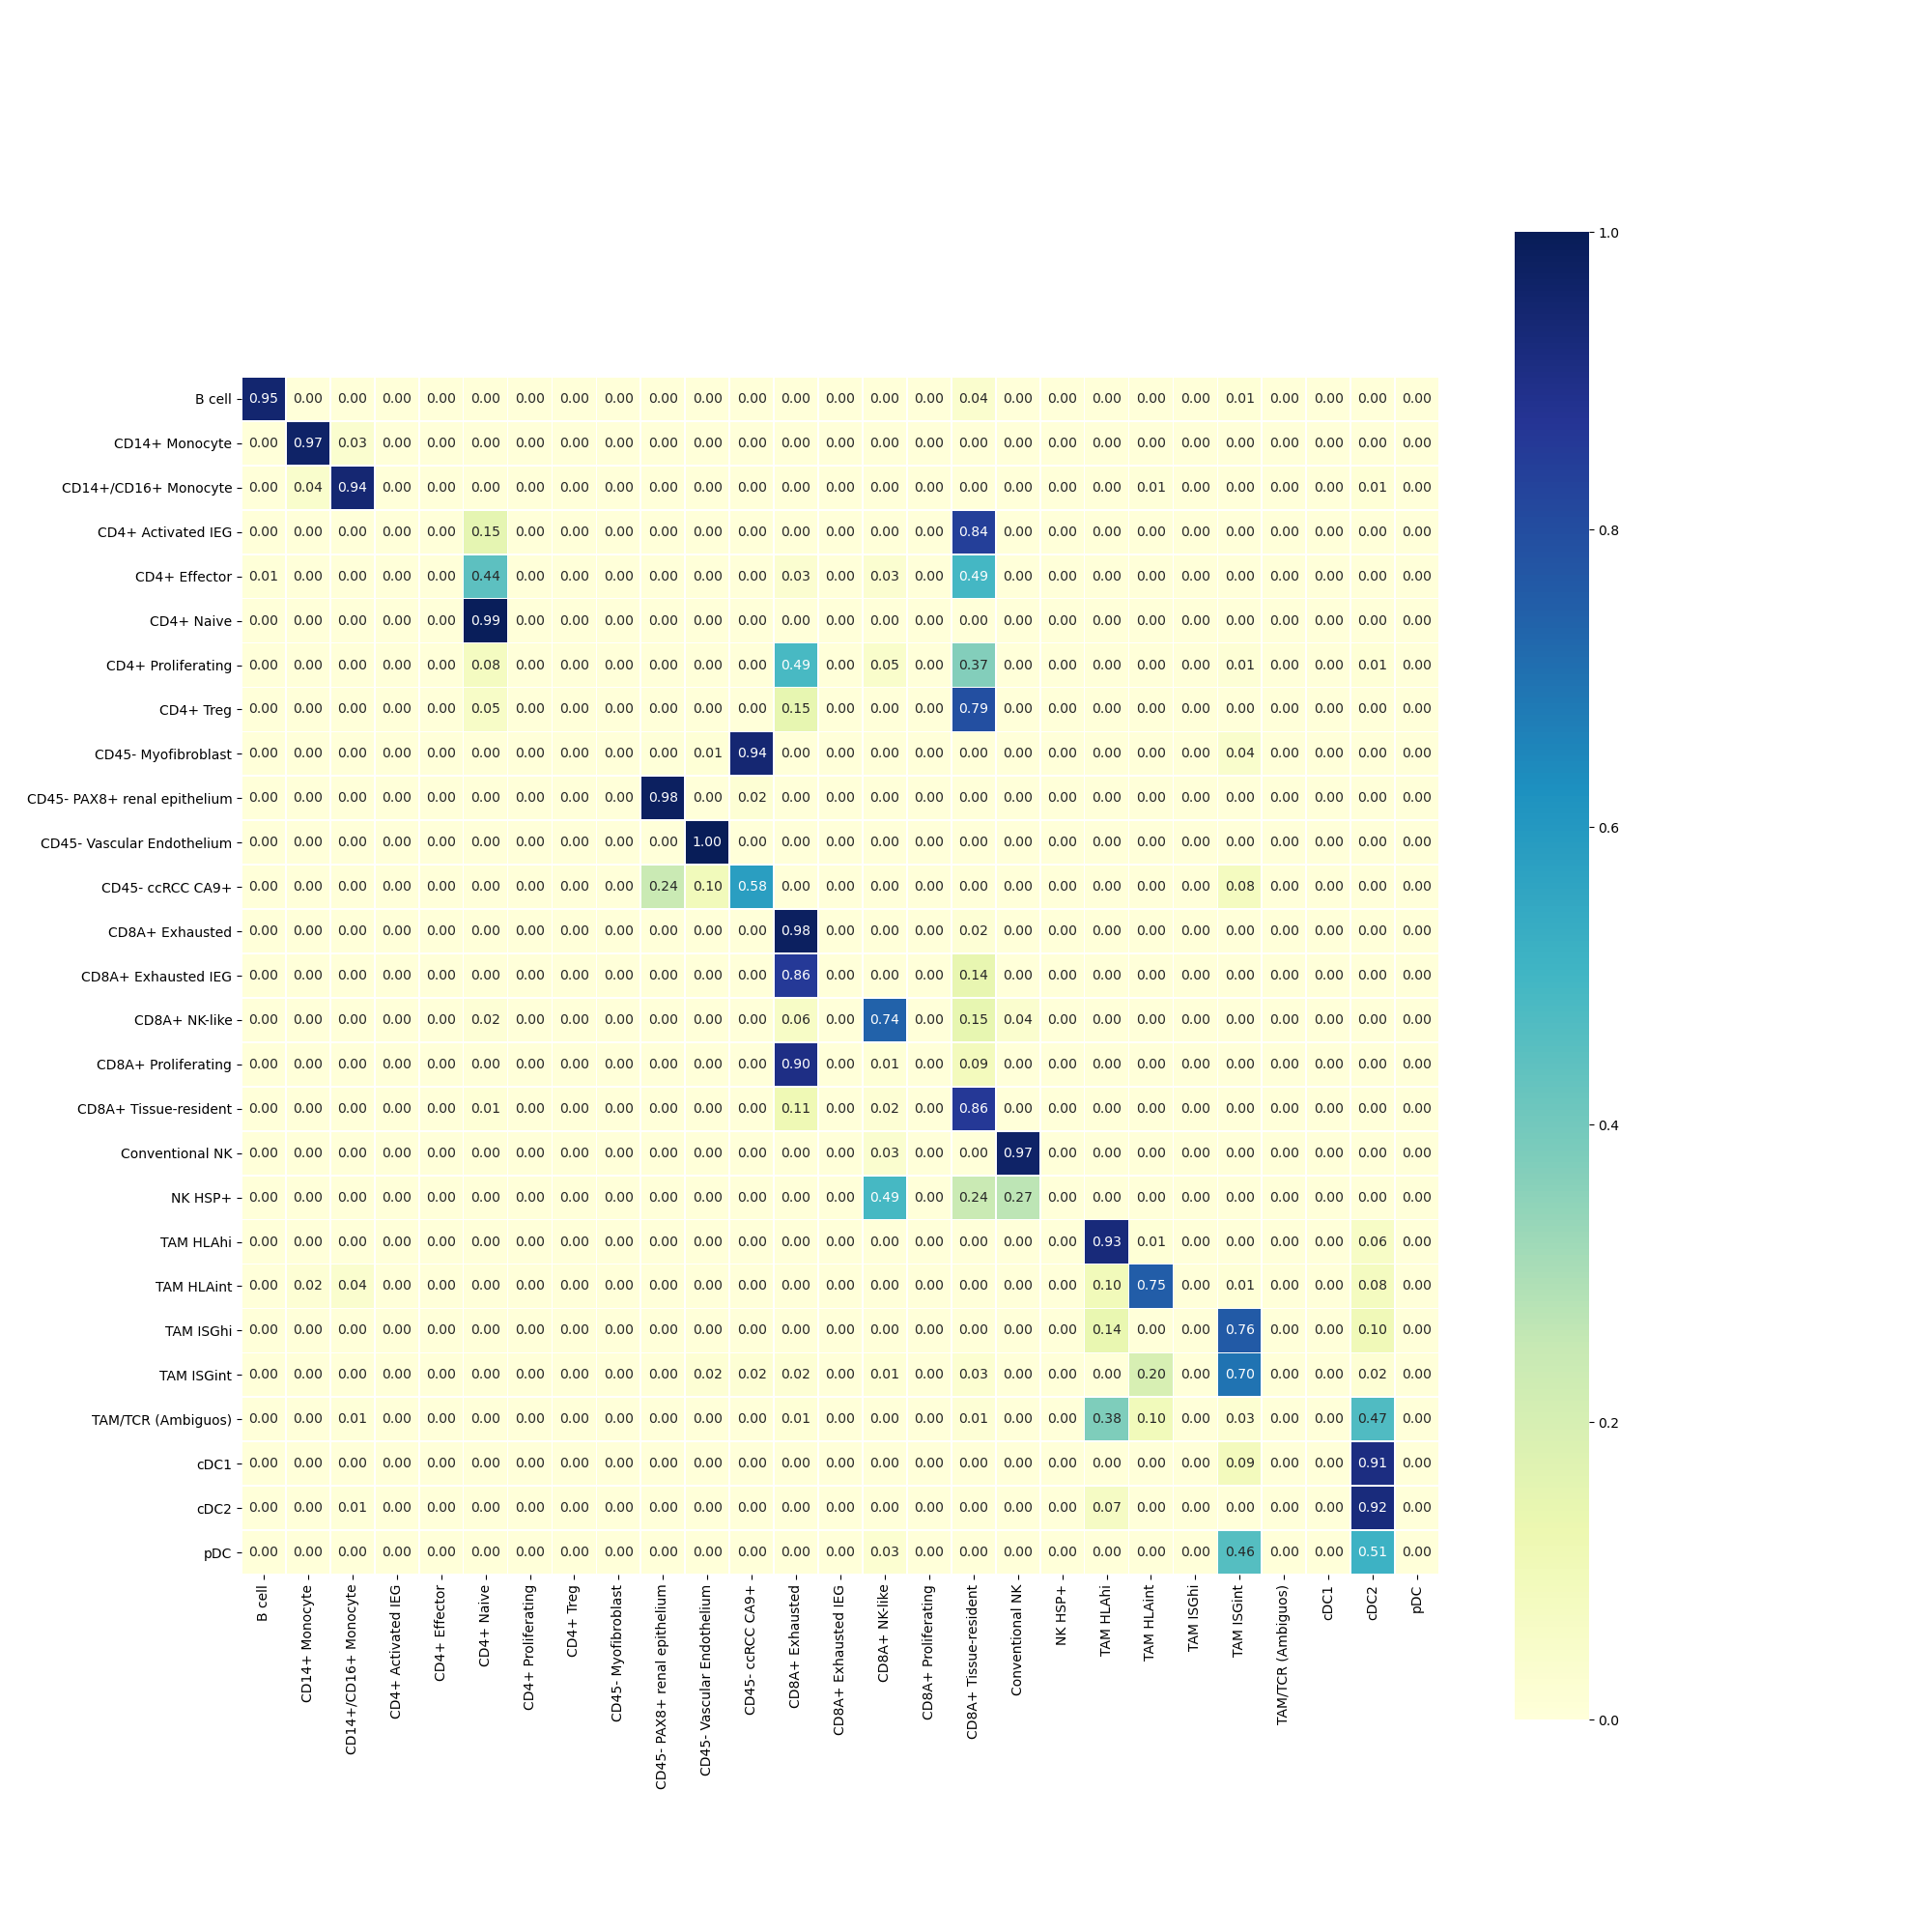 B cell 0.95 0.00 0.00 0.00 0.00 0.00 0.00 0.00 0.00 0.00 0.00 0.00 0.00 0.00 0.00 0.00 0.04 0.00 0.00 0.00 0.00 0.00 0.01 0.00 0.00 0.00 0.00
CD14+ Monocyte 0.00 0.97 0.03 0.00 0.00 0.00 0.00 0.00 0.00 0.00 0.00 0.00 0.00 0.00 0.00 0.00 0.00 0.00 0.00 0.00 0.00 0.00 0.00 0.00 0.00 0.00 0.00
CD14+/CD16+ Monocyte 0.00 0.04 0.94 0.00 0.00 0.00 0.00 0.00 0.00 0.00 0.00 0.00 0.00 0.00 0.00 0.00 0.00 0.00 0.00 0.00 0.01 0.00 0.00 0.00 0.00 0.01 0.00
CD4+ Activated IEG 0.00 0.00 0.00 0.00 0.00 0.15 0.00 0.00 0.00 0.00 0.00 0.00 0.00 0.00 0.00 0.00 0.84 0.00 0.00 0.00 0.00 0.00 0.00 0.00 0.00 0.00 0.00
CD4+ Effector 0.01 0.00 0.00 0.00 0.00 0.44 0.00 0.00 0.00 0.00 0.00 0.00 0.03 0.00 0.03 0.00 0.49 0.00 0.00 0.00 0.00 0.00 0.00 0.00 0.00 0.00 0.00
CD4+ Naive 0.00 0.00 0.00 0.00 0.00 0.99 0.00 0.00 0.00 0.00 0.00 0.00 0.00 0.00 0.00 0.00 0.00 0.00 0.00 0.00 0.00 0.00 0.00 0.00 0.00 0.00 0.00
CD4+ Proliferating 0.00 0.00 0.00 0.00 0.00 0.08 0.00 0.00 0.00 0.00 0.00 0.00 0.49 0.00 0.05 0.00 0.37 0.00 0.00 0.00 0.00 0.00 0.01 0.00 0.00 0.01 0.00
CD4+ Treg 0.00 0.00 0.00 0.00 0.00 0.05 0.00 0.00 0.00 0.00 0.00 0.00 0.15 0.00 0.00 0.00 0.79 0.00 0.00 0.00 0.00 0.00 0.00 0.00 0.00 0.00 0.00
CD45- Myofibroblast 0.00 0.00 0.00 0.00 0.00 0.00 0.00 0.00 0.00 0.00 0.01 0.94 0.00 0.00 0.00 0.00 0.00 0.00 0.00 0.00 0.00 0.00 0.04 0.00 0.00 0.00 0.00
CD45- PAX8+ renal epithelium 0.00 0.00 0.00 0.00 0.00 0.00 0.00 0.00 0.00 0.98 0.00 0.02 0.00 0.00 0.00 0.00 0.00 0.00 0.00 0.00 0.00 0.00 0.00 0.00 0.00 0.00 0.00
CD45- Vascular Endothelium 0.00 0.00 0.00 0.00 0.00 0.00 0.00 0.00 0.00 0.00 1.00 0.00 0.00 0.00 0.00 0.00 0.00 0.00 0.00 0.00 0.00 0.00 0.00 0.00 0.00 0.00 0.00
CD45- ccRCC CA9+ 0.00 0.00 0.00 0.00 0.00 0.00 0.00 0.00 0.00 0.24 0.10 0.58 0.00 0.00 0.00 0.00 0.00 0.00 0.00 0.00 0.00 0.00 0.08 0.00 0.00 0.00 0.00
CD8A+ Exhausted 0.00 0.00 0.00 0.00 0.00 0.00 0.00 0.00 0.00 0.00 0.00 0.00 0.98 0.00 0.00 0.00 0.02 0.00 0.00 0.00 0.00 0.00 0.00 0.00 0.00 0.00 0.00
CD8A+ Exhausted IEG 0.00 0.00 0.00 0.00 0.00 0.00 0.00 0.00 0.00 0.00 0.00 0.00 0.86 0.00 0.00 0.00 0.14 0.00 0.00 0.00 0.00 0.00 0.00 0.00 0.00 0.00 0.00
CD8A+ NK-like 0.00 0.00 0.00 0.00 0.00 0.02 0.00 0.00 0.00 0.00 0.00 0.00 0.06 0.00 0.74 0.00 0.15 0.04 0.00 0.00 0.00 0.00 0.00 0.00 0.00 0.00 0.00
CD8A+ Proliferating 0.00 0.00 0.00 0.00 0.00 0.00 0.00 0.00 0.00 0.00 0.00 0.00 0.90 0.00 0.01 0.00 0.09 0.00 0.00 0.00 0.00 0.00 0.00 0.00 0.00 0.00 0.00
CD8A+ Tissue-resident 0.00 0.00 0.00 0.00 0.00 0.01 0.00 0.00 0.00 0.00 0.00 0.00 0.11 0.00 0.02 0.00 0.86 0.00 0.00 0.00 0.00 0.00 0.00 0.00 0.00 0.00 0.00
Conventional NK 0.00 0.00 0.00 0.00 0.00 0.00 0.00 0.00 0.00 0.00 0.00 0.00 0.00 0.00 0.03 0.00 0.00 0.97 0.00 0.00 0.00 0.00 0.00 0.00 0.00 0.00 0.00
NK HSP+ 0.00 0.00 0.00 0.00 0.00 0.00 0.00 0.00 0.00 0.00 0.00 0.00 0.00 0.00 0.49 0.00 0.24 0.27 0.00 0.00 0.00 0.00 0.00 0.00 0.00 0.00 0.00
TAM HLAhi 0.00 0.00 0.00 0.00 0.00 0.00 0.00 0.00 0.00 0.00 0.00 0.00 0.00 0.00 0.00 0.00 0.00 0.00 0.00 0.93 0.01 0.00 0.00 0.00 0.00 0.06 0.00
TAM HLAint 0.00 0.02 0.04 0.00 0.00 0.00 0.00 0.00 0.00 0.00 0.00 0.00 0.00 0.00 0.00 0.00 0.00 0.00 0.00 0.10 0.75 0.00 0.01 0.00 0.00 0.08 0.00
TAM ISGhi 0.00 0.00 0.00 0.00 0.00 0.00 0.00 0.00 0.00 0.00 0.00 0.00 0.00 0.00 0.00 0.00 0.00 0.00 0.00 0.14 0.00 0.00 0.76 0.00 0.00 0.10 0.00
TAM ISGint 0.00 0.00 0.00 0.00 0.00 0.00 0.00 0.00 0.00 0.00 0.02 0.02 0.02 0.00 0.01 0.00 0.03 0.00 0.00 0.00 0.20 0.00 0.70 0.00 0.00 0.02 0.00
TAM/TCR (Ambiguos) 0.00 0.00 0.01 0.00 0.00 0.00 0.00 0.00 0.00 0.00 0.00 0.00 0.01 0.00 0.00 0.00 0.01 0.00 0.00 0.38 0.10 0.00 0.03 0.00 0.00 0.47 0.00
cDC1 0.00 0.00 0.00 0.00 0.00 0.00 0.00 0.00 0.00 0.00 0.00 0.00 0.00 0.00 0.00 0.00 0.00 0.00 0.00 0.00 0.00 0.00 0.09 0.00 0.00 0.91 0.00
cDC2 0.00 0.00 0.01 0.00 0.00 0.00 0.00 0.00 0.00 0.00 0.00 0.00 0.00 0.00 0.00 0.00 0.00 0.00 0.00 0.07 0.00 0.00 0.00 0.00 0.00 0.92 0.00
pDC 0.00 0.00 0.00 0.00 0.00 0.00 0.00 0.00 0.00 0.00 0.00 0.00 0.00 0.00 0.03 0.00 0.00 0.00 0.00 0.00 0.00 0.00 0.46 0.00 0.00 0.51 0.00
B cell
CD14+ Monocyte
CD14+/CD16+ Monocyte
CD4+ Activated IEG
CD4+ Effector
CD4+ Naive
CD4+ Proliferating
CD4+ Treg
CD45- Myofibroblast
CD45- PAX8+ renal epithelium
CD45- Vascular Endothelium
CD45- ccRCC CA9+
CD8A+ Exhausted
CD8A+ Exhausted IEG
CD8A+ NK-like
CD8A+ Proliferating
CD8A+ Tissue-resident
Conventional NK
NK HSP+
TAM HLAhi
TAM HLAint
TAM ISGhi
TAM ISGint
TAM/TCR (Ambiguos)
cDC1
cDC2
pDC
1.0
0.8
0.6
0.4
0.2
0.0